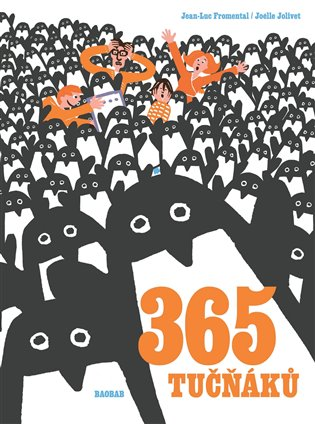 Jean-Luc Fromental / Joëlle Jolivet
365
TUČŇÁKŮ
BAOBAB